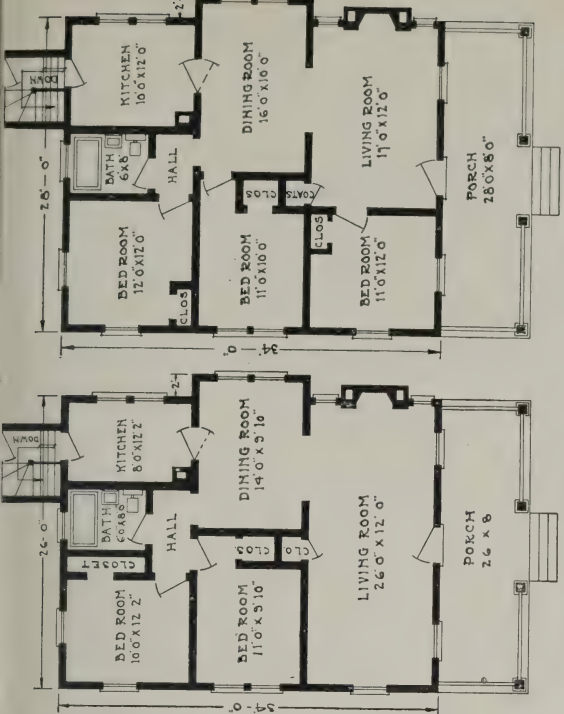 28'-0"
DOWN
KITCHEN
10'0"X12'0"
2'
BATH
6'X8'
HALL
BED ROOM
12'0"X12'0"
CLOS
DINING ROOM
16'0"X10'0"
CLOS
COATS
BED ROOM
11'0"X10'0"
CLOS
BED ROOM
11'0"X12'0"
LIVING ROOM
17'0"X12'0"
PORCH
28'0"X8'0"
34'-0"
26'-0"
DOWN
KITCHEN
8'0"X12'2"
2'
BATH
6'0X8'0
CLOSET
HALL
BED ROOM
10'0"X12'2"
DINING ROOM
14'0"X9'10"
CLOS
CLO
BED ROOM
11'0"X9'10"
LIVING ROOM
26'0"X12'0"
PORCH
26 X 8
34'-0"